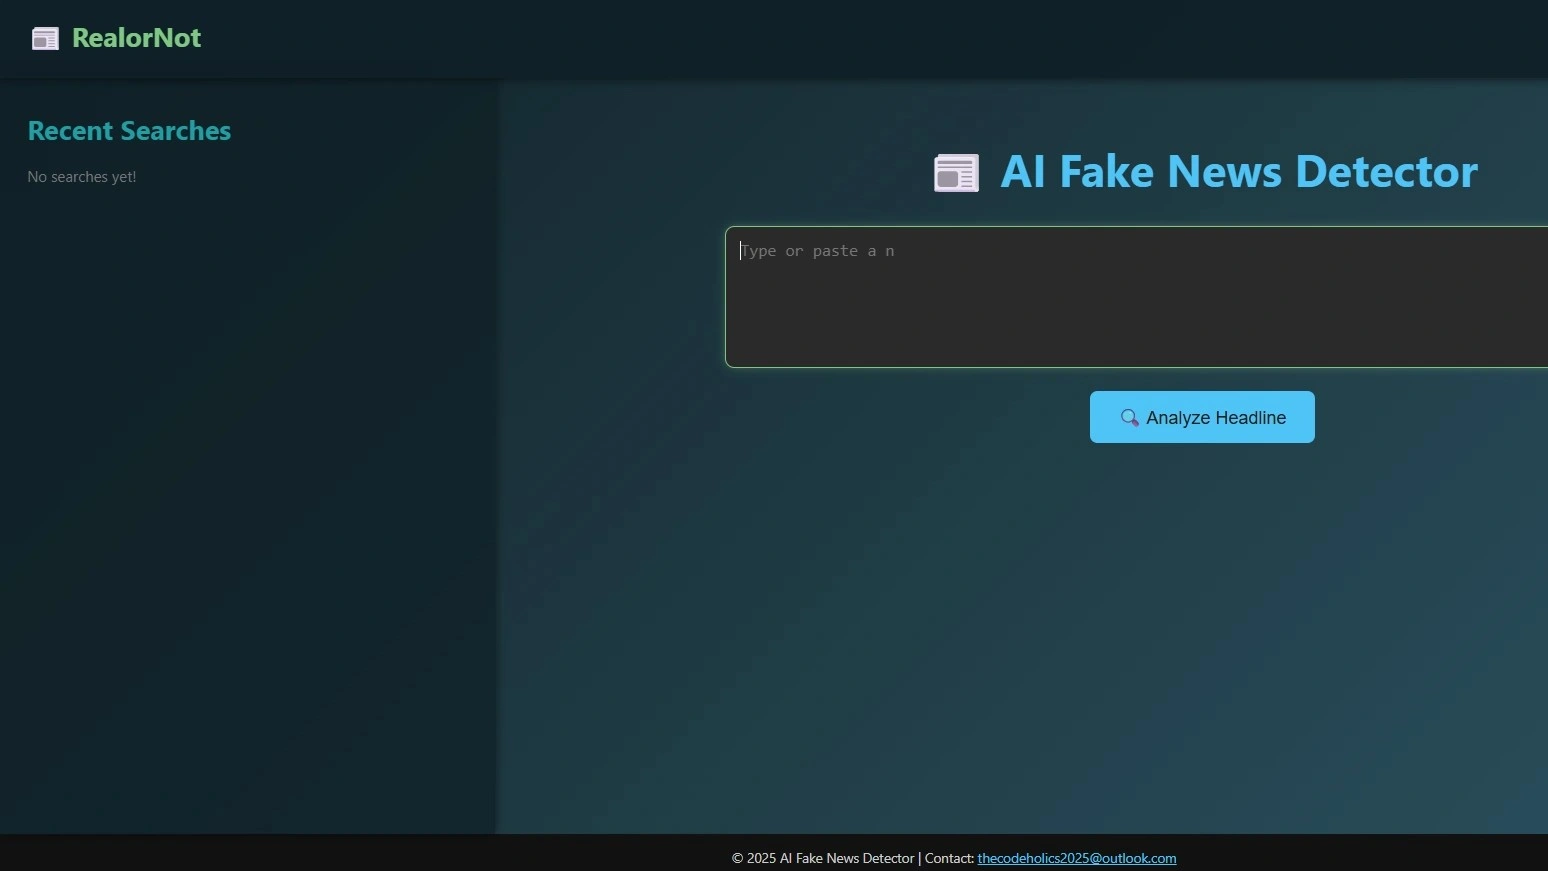 RealorNot
Recent Searches
No searches yet!
AI Fake News Detector
Type or paste a n
Analyze Headline
© 2025 AI Fake News Detector | Contact: thecodeholics2025@outlook.com